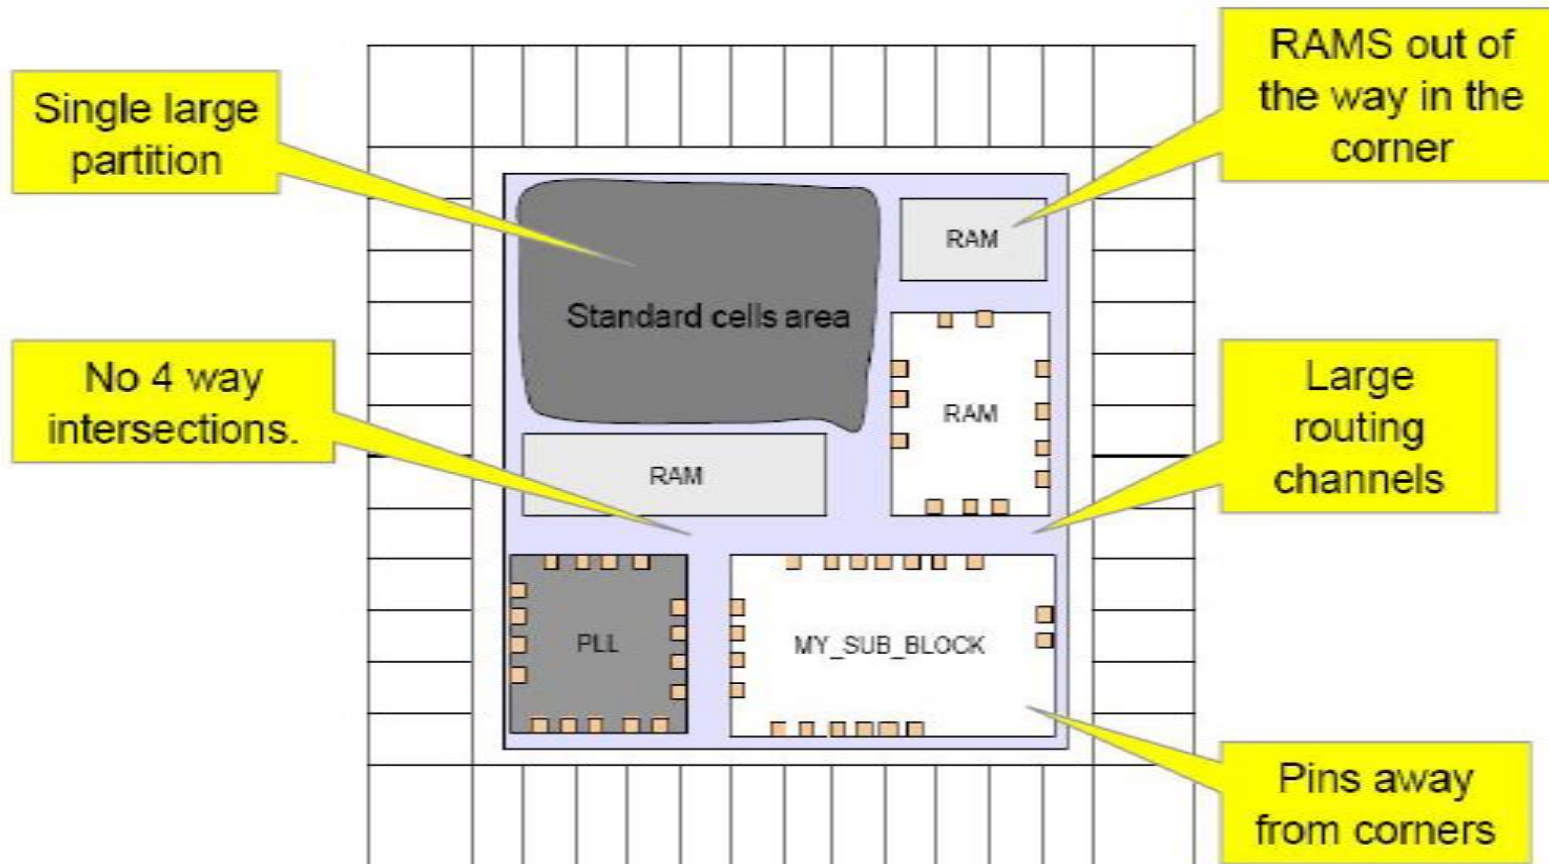 Single large
partition
RAMS out of
the way in the
corner
RAM
Standard cells area
No 4 way
intersections.
RAM
Large
routing
channels
RAM
PLL
MY_SUB_BLOCK
Pins away
from corners